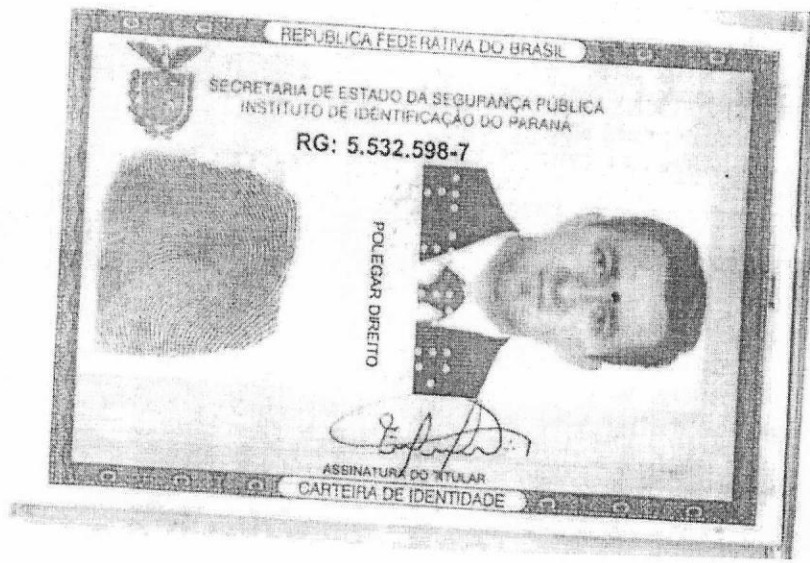 REPÚBLICA FEDERATIVA DO BRASIL
SECRETARIA DE ESTADO DA SEGURANÇA PÚBLICA
INSTITUTO DE IDENTIFICAÇÃO DO PARANÁ
RG: 5.532.598-7
POLEGAR DIREITO
ASSINATURA DO TITULAR
CARTEIRA DE IDENTIDADE